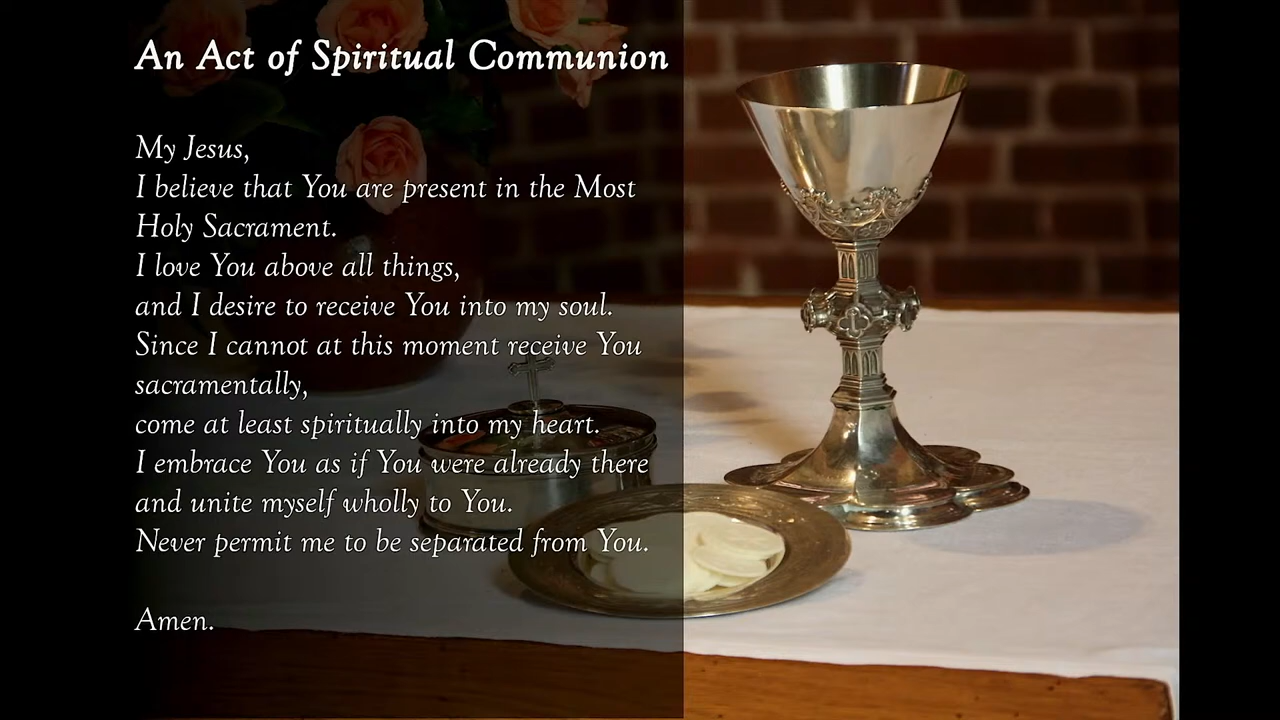 An Act of Spiritual Communion
My Jesus,
I believe that You are present in the Most
Holy Sacrament.
I love You above all things,
and I desire to receive You into my soul.
Since I cannot at this moment receive You
sacramentally,
come at least spiritually into my heart.
I embrace You as if You were already there
and unite myself wholly to You.
Never permit me to be separated from You.
Amen.